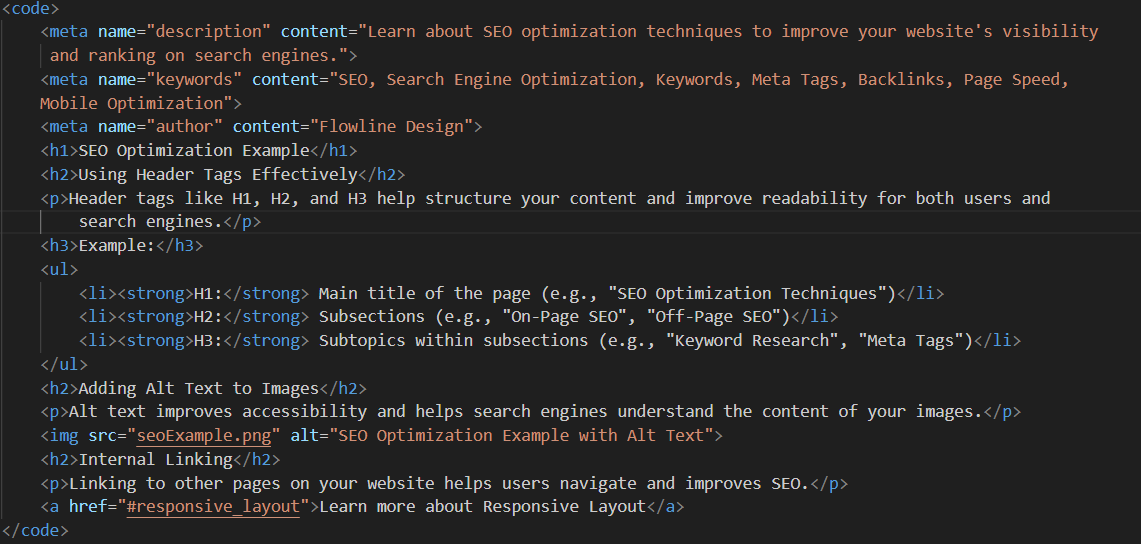 <code>
<meta name="description" content="Learn about SEO optimization techniques to improve your website's visibility
and ranking on search engines.">
<meta name="keywords" content="SEO, Search Engine Optimization, Keywords, Meta Tags, Backlinks, Page Speed,
Mobile Optimization">
<meta name="author" content="Flowline Design">
<h1>SEO Optimization Example</h1>
<h2>Using Header Tags Effectively</h2>
<p>Header tags like H1, H2, and H3 help structure your content and improve readability for both users and
search engines.</p>
<h3>Example:</h3>
<ul>
<li><strong>H1:</strong> Main title of the page (e.g., "SEO Optimization Techniques")</li>
<li><strong>H2:</strong> Subsections (e.g., "On-Page SEO", "Off-Page SEO")</li>
<li><strong>H3:</strong> Subtopics within subsections (e.g., "Keyword Research", "Meta Tags")</li>
</ul>
<h2>Adding Alt Text to Images</h2>
<p>Alt text improves accessibility and helps search engines understand the content of your images.</p>
<img src="seoExample.png" alt="SEO Optimization Example with Alt Text">
<h2>Internal Linking</h2>
<p>Linking to other pages on your website helps users navigate and improves SEO.</p>
<a href="#responsive_layout">Learn more about Responsive Layout</a>
</code>